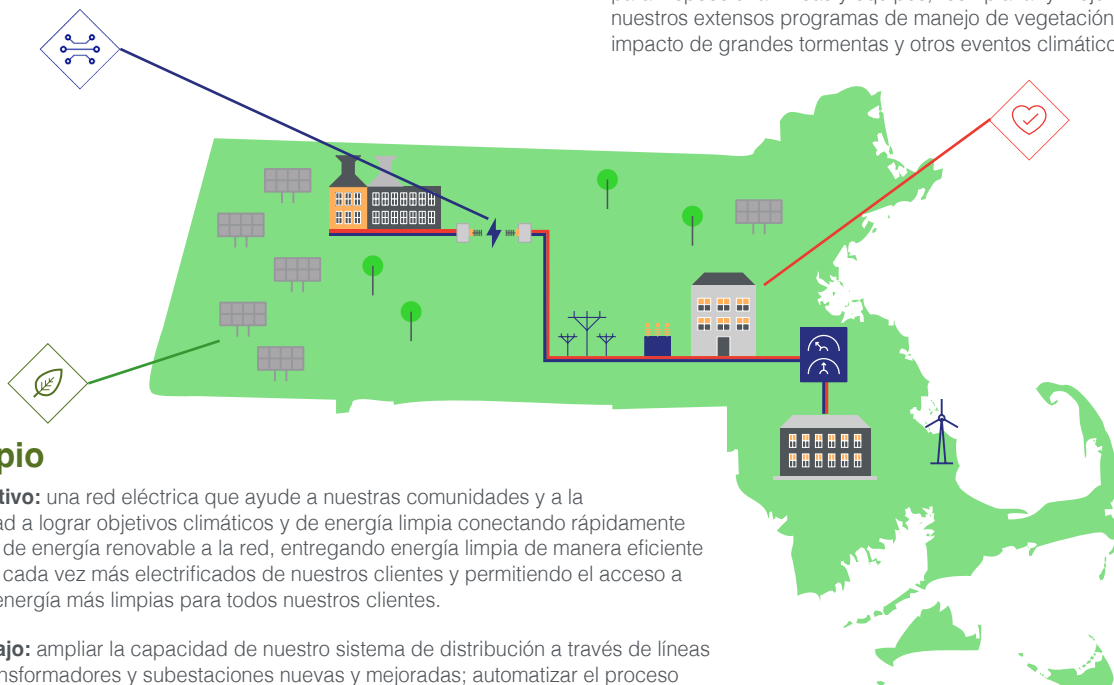 nuestros extensos programas de manejo de vegetación
impacto de grandes tormentas y otros eventos climático
pio
tivo: una red eléctrica que ayude a nuestras comunidades y a la
ad a lograr objetivos climáticos y de energía limpia conectando rápidamente
de energía renovable a la red, entregando energía limpia de manera eficiente
cada vez más electrificados de nuestros clientes y permitiendo el acceso a
energía más limpias para todos nuestros clientes.
ajo: ampliar la capacidad de nuestro sistema de distribución a través de líneas
nsformadores y subestaciones nuevas y mejoradas; automatizar el proceso